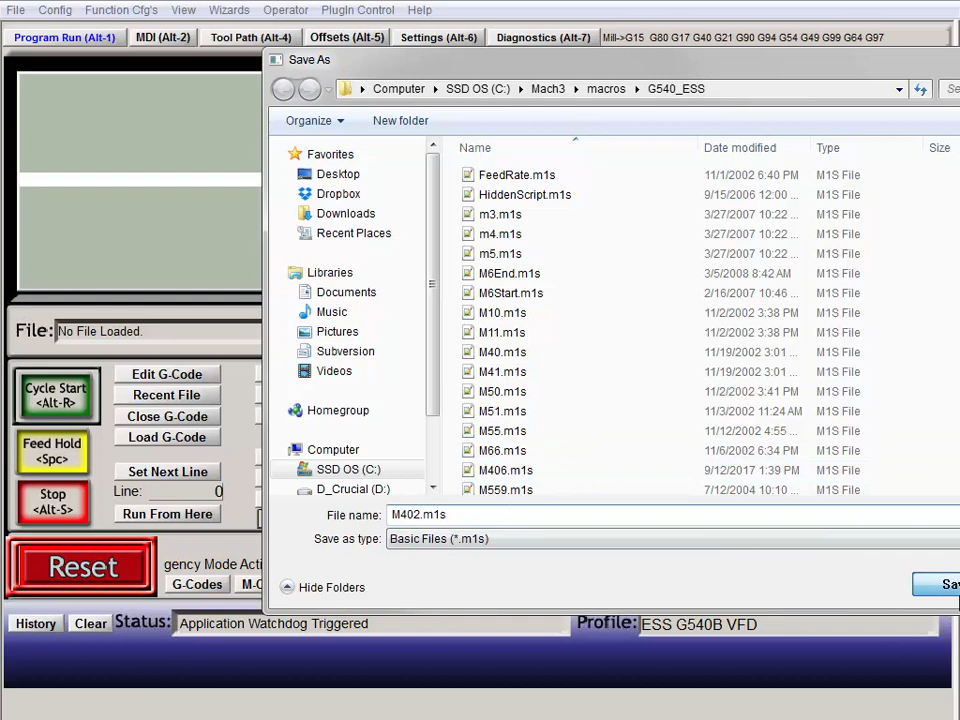 File Config Function Cfg's View Wizards Operator PlugIn Control Help
Program Run (Alt-1) MDI (Alt-2) Tool Path (Alt-4) Offsets (Alt-5) Settings (Alt-6) Diagnostics (Alt-7) Mill->G15 G80 G17 G40 G21 G90 G94 G54 G49 G99 G64 G97
Save As
Computer SSD OS (C:) Mach3 macros G540_ESS Se
Organize New folder
Name Date modified Type Size
Favorites
Desktop
Dropbox
Downloads
Recent Places
Libraries
Documents
Music
Pictures
Subversion
Videos
Homegroup
Computer
SSD OS (C:)
D_Crucial (D:)
FeedRate.m1s 11/1/2002 6:40 PM M1S File
HiddenScript.m1s 9/15/2006 12:00 ... M1S File
m3.m1s 3/27/2007 10:22 ... M1S File
m4.m1s 3/27/2007 10:22 ... M1S File
m5.m1s 3/27/2007 10:22 ... M1S File
M6End.m1s 3/5/2008 8:42 AM M1S File
M6Start.m1s 2/16/2007 10:46 ... M1S File
M10.m1s 11/2/2002 3:38 PM M1S File
M11.m1s 11/2/2002 3:38 PM M1S File
M40.m1s 11/19/2002 3:01 ... M1S File
M41.m1s 11/19/2002 3:01 ... M1S File
M50.m1s 11/2/2002 3:41 PM M1S File
M51.m1s 11/3/2002 11:24 AM M1S File
M55.m1s 11/12/2002 4:55 ... M1S File
M66.m1s 11/6/2002 6:34 PM M1S File
M406.m1s 9/12/2017 1:39 PM M1S File
M559.m1s 7/12/2004 10:10 ... M1S File
File name: M402.m1s
Save as type: Basic Files (*.m1s)
Hide Folders
Sav
File: No File Loaded.
Cycle Start
<Alt-R>
Feed Hold
<Spc>
Stop
<Alt-S>
Edit G-Code
Recent File
Close G-Code
Load G-Code
Set Next Line
Line: 0
Run From Here
Reset
gency Mode Acti
G-Codes M-C
History Clear Status: Application Watchdog Triggered Profile: ESS G540B VFD